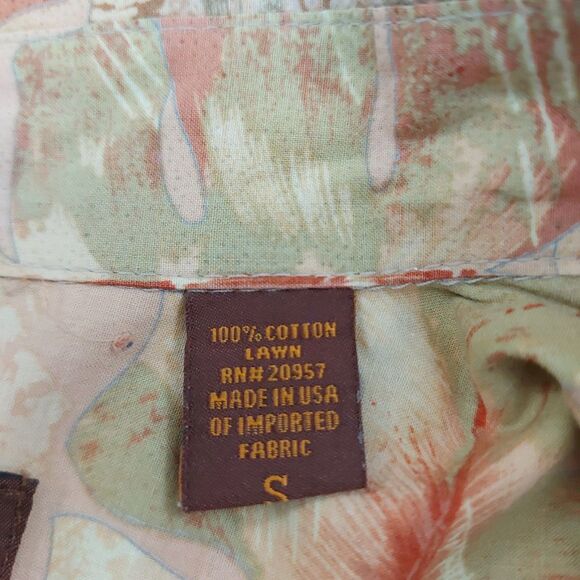 100% COTTON
LAWN
RN# 20957
MADE IN USA
OF IMPORTED
FABRIC
S